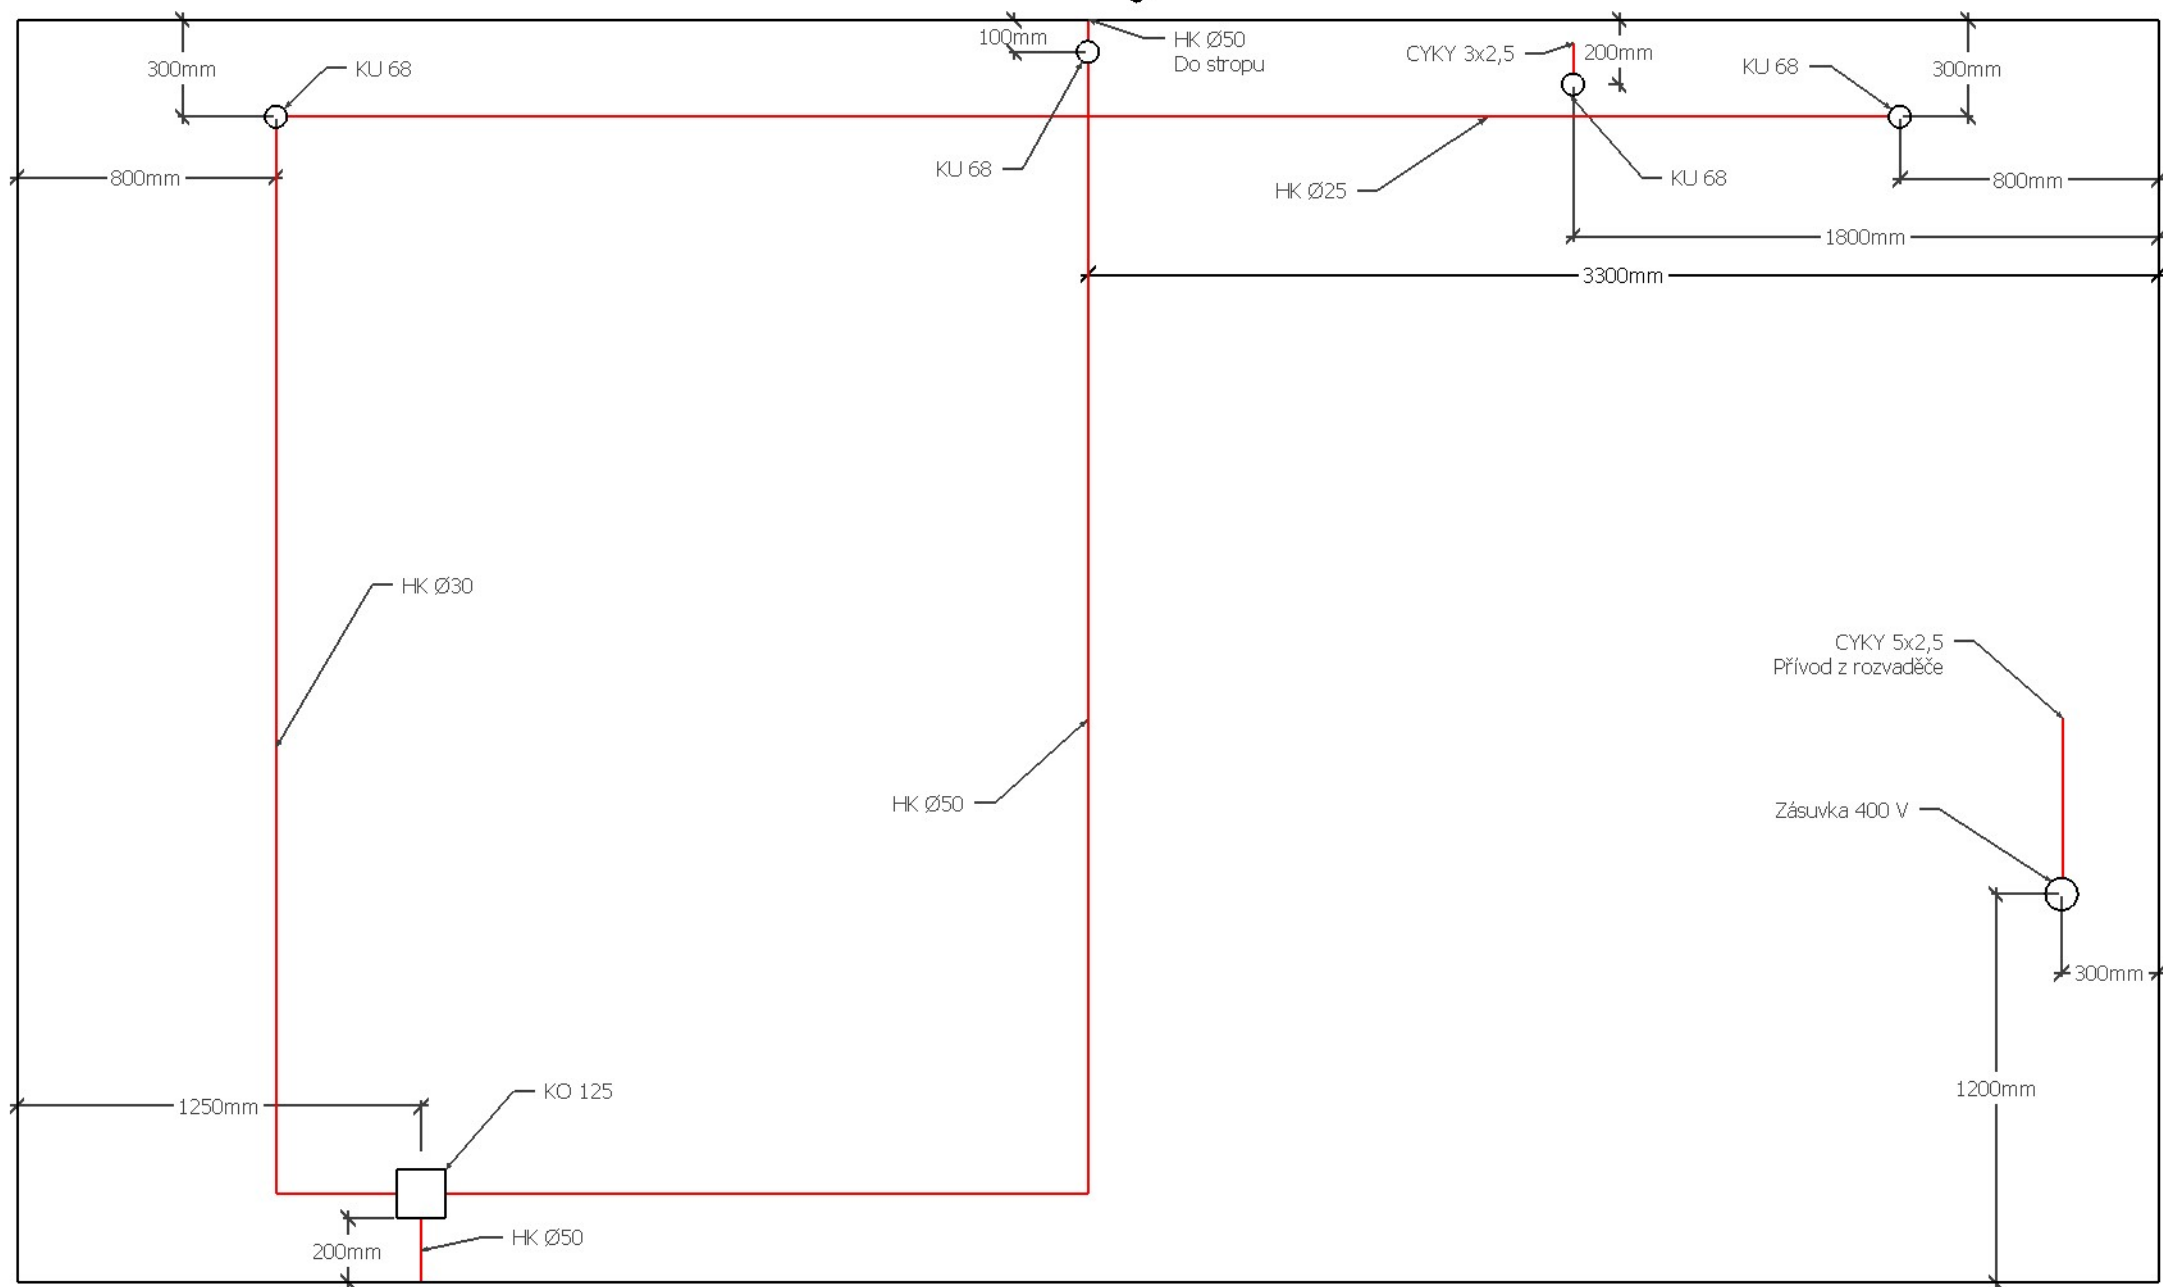 100mm
HK Ø50
Do stropu
CYKY 3x2,5
200mm
300mm
KU 68
KU 68
300mm
KU 68
HK Ø25
KU 68
800mm
800mm
1800mm
3300mm
HK Ø30
CYKY 5x2,5
Přívod z rozvaděče
HK Ø50
Zásuvka 400 V
300mm
1250mm
KO 125
1200mm
200mm
HK Ø50